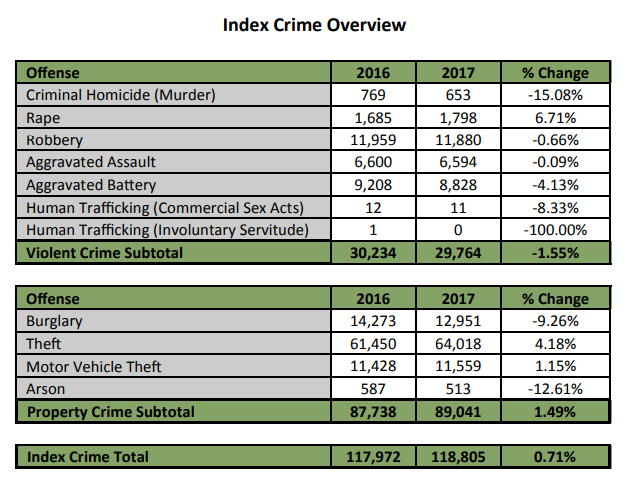 Index Crime Overview
Offense 2016 2017 % Change
Criminal Homicide (Murder) 769 653 -15.08%
Rape 1,685 1,798 6.71%
Robbery 11,959 11,880 -0.66%
Aggravated Assault 6,600 6,594 -0.09%
Aggravated Battery 9,208 8,828 -4.13%
Human Trafficking (Commercial Sex Acts) 12 11 -8.33%
Human Trafficking (Involuntary Servitude) 1 0 -100.00%
Violent Crime Subtotal 30,234 29,764 -1.55%
Offense 2016 2017 % Change
Burglary 14,273 12,951 -9.26%
Theft 61,450 64,018 4.18%
Motor Vehicle Theft 11,428 11,559 1.15%
Arson 587 513 -12.61%
Property Crime Subtotal 87,738 89,041 1.49%
Index Crime Total 117,972 118,805 0.71%